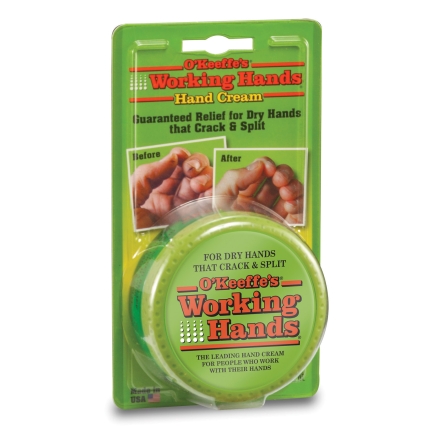 O'Keeffe's
Working Hands®
Hand Cream
Guaranteed Relief for Dry Hands
that Crack & Split
Before
After
FOR DRY HANDS
THAT CRACK & SPLIT
O'Keeffe's®
Working
Hands®
THE LEADING HAND CREAM
FOR PEOPLE WHO WORK
WITH THEIR HANDS
Made in
USA